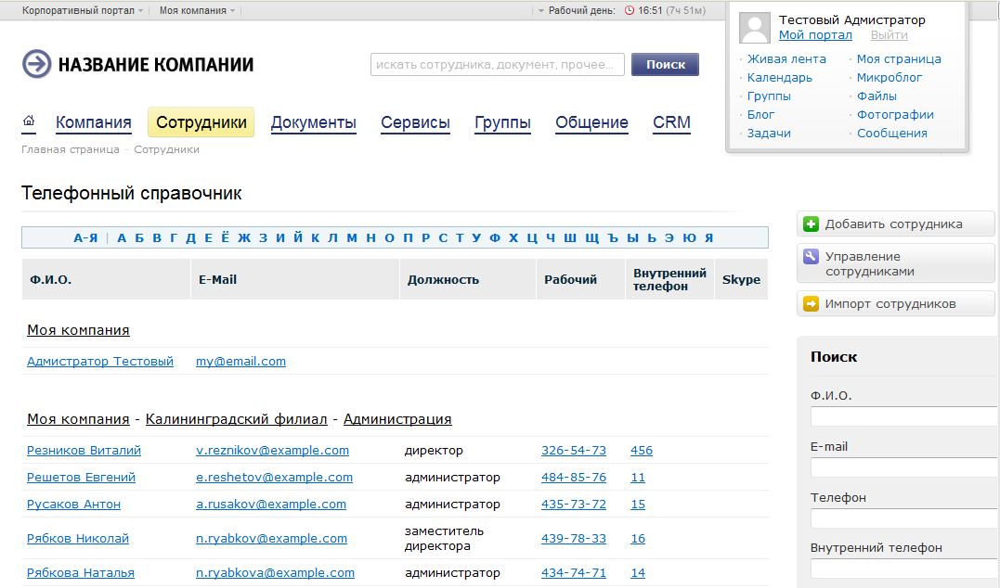 Корпоративный портал
Моя компания
Рабочий день: 16:51 (7ч 51м)
Тестовый Адмистратор
Мой портал Выйти
· Живая лента · Моя страница
· Календарь · Микроблог
· Группы · Файлы
· Блог · Фотографии
· Задачи · Сообщения
НАЗВАНИЕ КОМПАНИИ
искать сотрудника, документ, прочее...
Поиск
Компания Сотрудники Документы Сервисы Группы Общение CRM
Главная страница - Сотрудники
Телефонный справочник
А-Я | А Б В Г Д Е Ё Ж З И Й К Л М Н О П Р С Т У Ф Х Ц Ч Ш Щ Ъ Ы Ь Э Ю Я
Ф.И.О. E-Mail Должность Рабочий Внутренний телефон Skype
Моя компания
Адмистратор Тестовый my@email.com
Моя компания - Калининградский филиал - Администрация
Резников Виталий v.reznikov@example.com директор 326-54-73 456
Решетов Евгений e.reshetov@example.com администратор 484-85-76 11
Русаков Антон a.rusakov@example.com администратор 435-73-72 15
Рябков Николай n.ryabkov@example.com заместитель директора 439-78-33 16
Рябкова Наталья n.ryabkova@example.com администратор 434-74-71 14
Добавить сотрудника
Управление
сотрудниками
Импорт сотрудников
Поиск
Ф.И.О.
E-mail
Телефон
Внутренний телефон